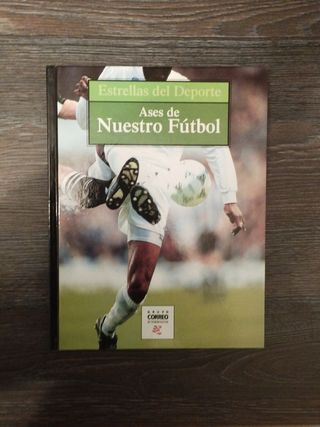 Estrellas del Deporte
Ases de
Nuestro Fútbol
GRUPO
CORREO